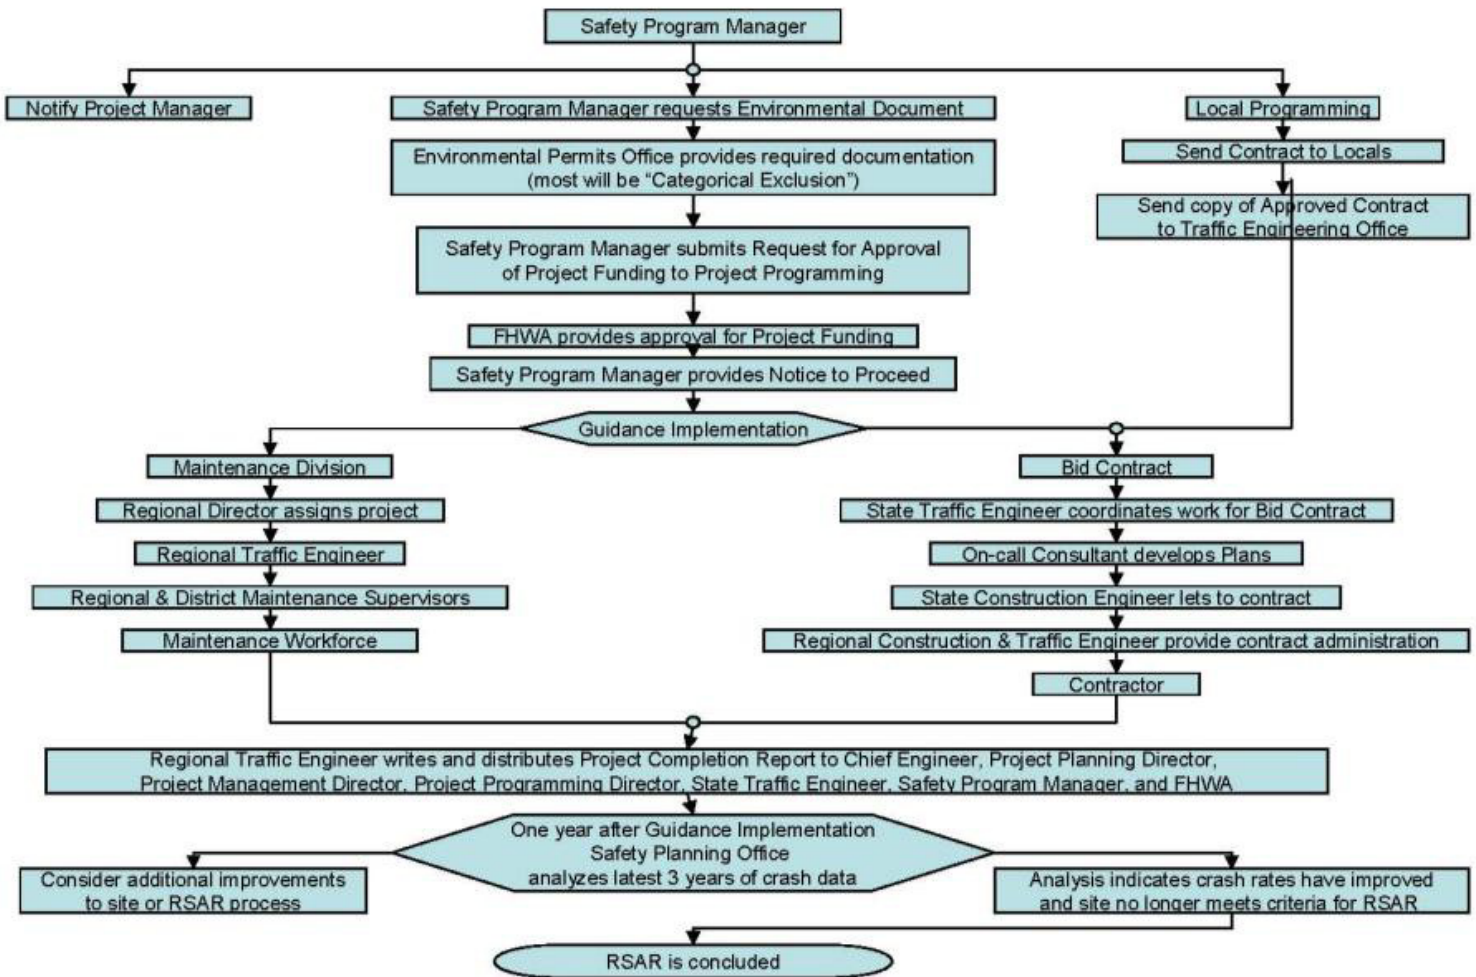 Safety Program Manager
Notify Project Manager
Safety Program Manager requests Environmental Document
Local Programming
Environmental Permits Office provides required documentation
(most will be “Categorical Exclusion”)
Send Contract to Locals
Send copy of Approved Contract
to Traffic Engineering Office
Safety Program Manager submits Request for Approval
of Project Funding to Project Programming
FHWA provides approval for Project Funding
Safety Program Manager provides Notice to Proceed
Guidance Implementation
Maintenance Division
Regional Director assigns project
Regional Traffic Engineer
Regional & District Maintenance Supervisors
Maintenance Workforce
Bid Contract
State Traffic Engineer coordinates work for Bid Contract
On-call Consultant develops Plans
State Construction Engineer lets to contract
Regional Construction & Traffic Engineer provide contract administration
Contractor
Regional Traffic Engineer writes and distributes Project Completion Report to Chief Engineer, Project Planning Director,
Project Management Director, Project Programming Director, State Traffic Engineer, Safety Program Manager, and FHWA
One year after Guidance Implementation
Safety Planning Office
analyzes latest 3 years of crash data
Consider additional improvements
to site or RSAR process
Analysis indicates crash rates have improved
and site no longer meets criteria for RSAR
RSAR is concluded